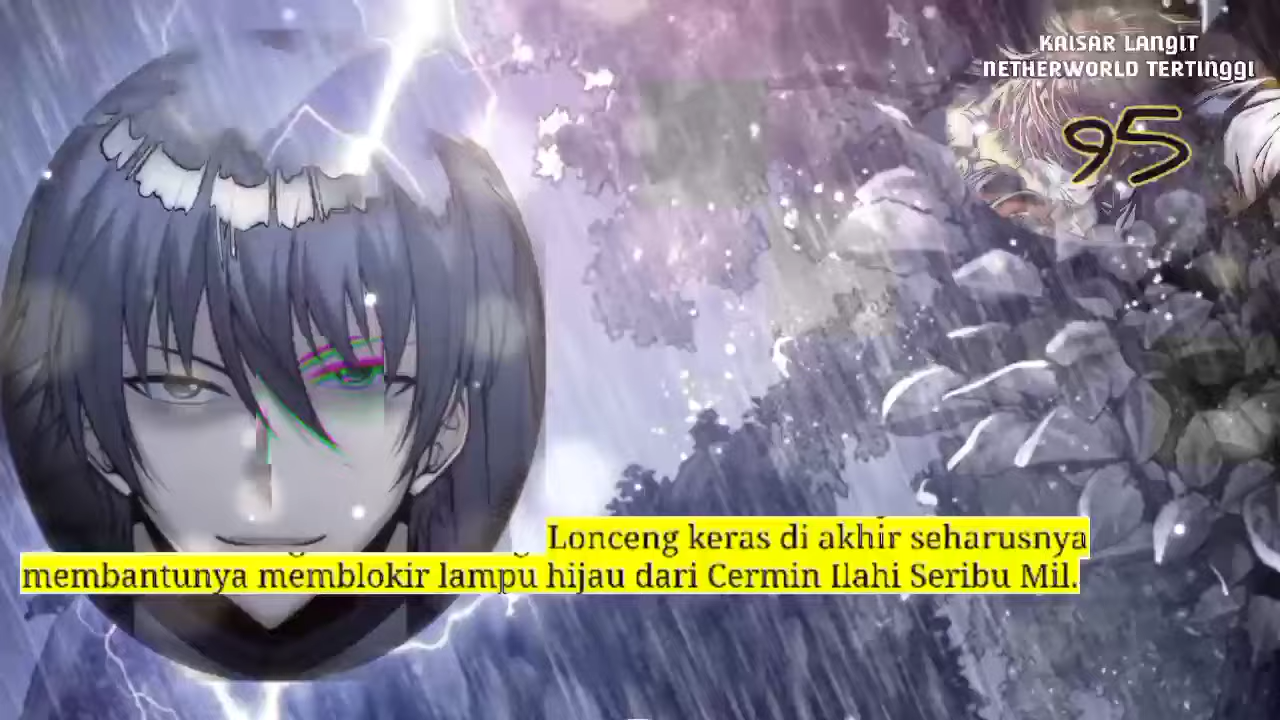 KAISAR LANGIT
NETHERWORLD TERTINGGI
95
Lonceng keras di akhir seharusnya
membantunya memblokir lampu hijau dari Cermin Ilahi Seribu Mil.